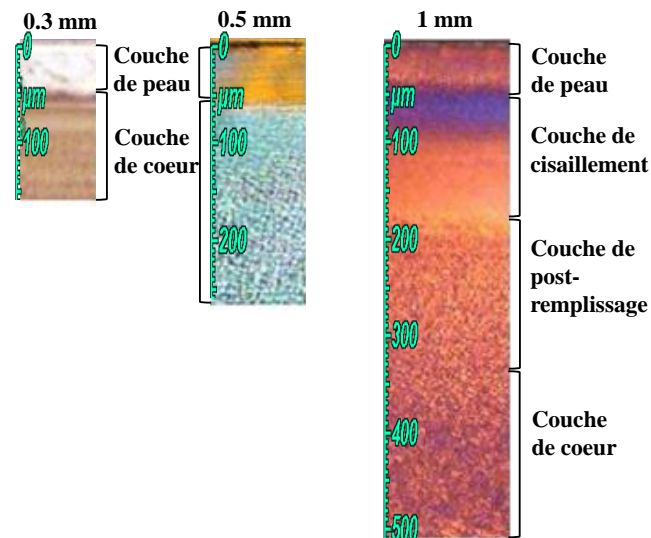 0.3 mm
0
µm
100
Couche
de peau
Couche
de coeur
0.5 mm
0
µm
100
200
1 mm
0
µm
100
200
300
400
500
Couche
de peau
Couche de
cisaillement
Couche de
post-
remplissage
Couche
de coeur